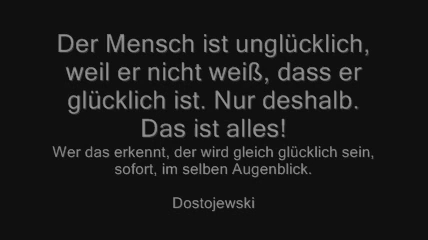 Der Mensch ist unglücklich,
weil er nicht weiß, dass er
glücklich ist. Nur deshalb.
Das ist alles!
Wer das erkennt, der wird gleich glücklich sein,
sofort, im selben Augenblick.
Dostojewski